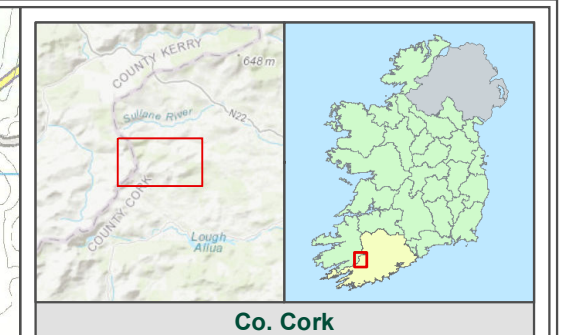 COUNTY KERRY
648 m
Sullane River
N22
COUNTY CORK
Lough
Allua
Co. Cork